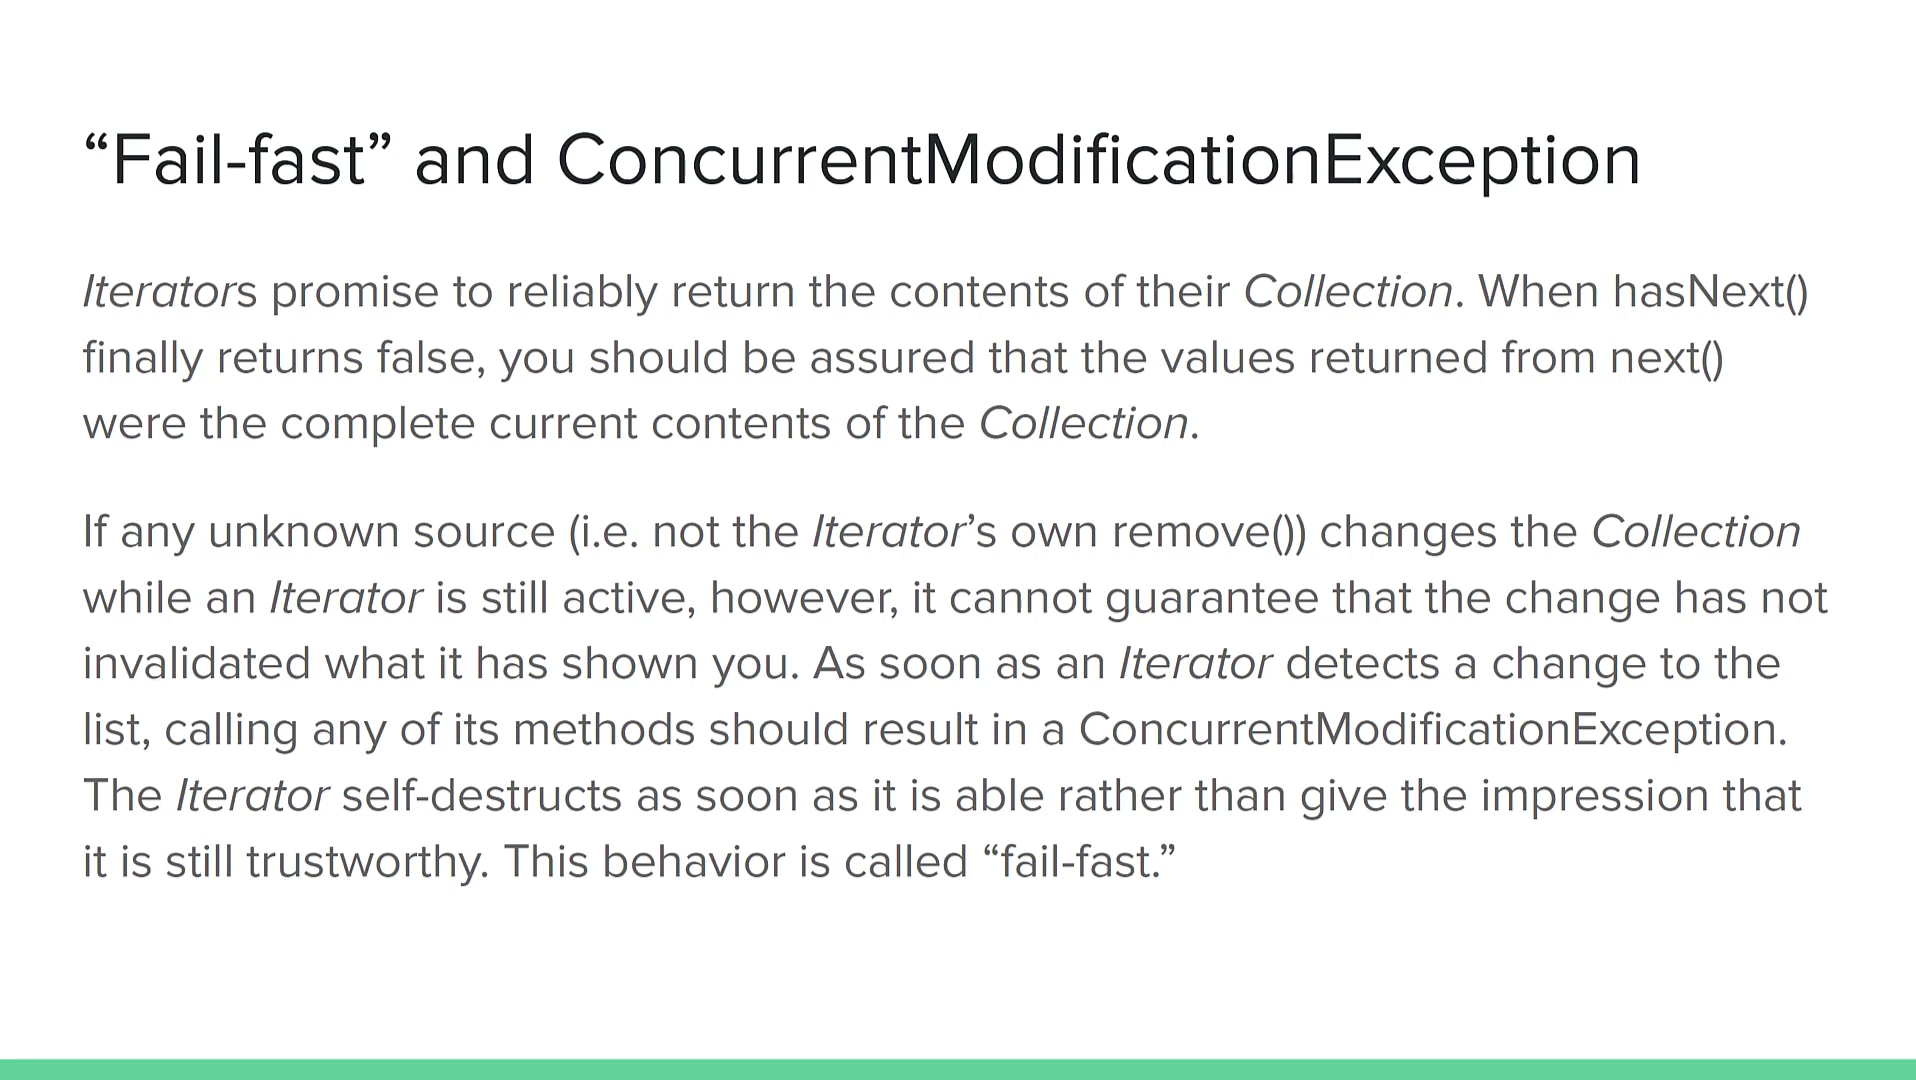 “Fail-fast” and ConcurrentModificationException
Iterators promise to reliably return the contents of their Collection. When hasNext()
finally returns false, you should be assured that the values returned from next()
were the complete current contents of the Collection.
If any unknown source (i.e. not the Iterator’s own remove()) changes the Collection
while an Iterator is still active, however, it cannot guarantee that the change has not
invalidated what it has shown you. As soon as an Iterator detects a change to the
list, calling any of its methods should result in a ConcurrentModificationException.
The Iterator self-destructs as soon as it is able rather than give the impression that
it is still trustworthy. This behavior is called “fail-fast.”